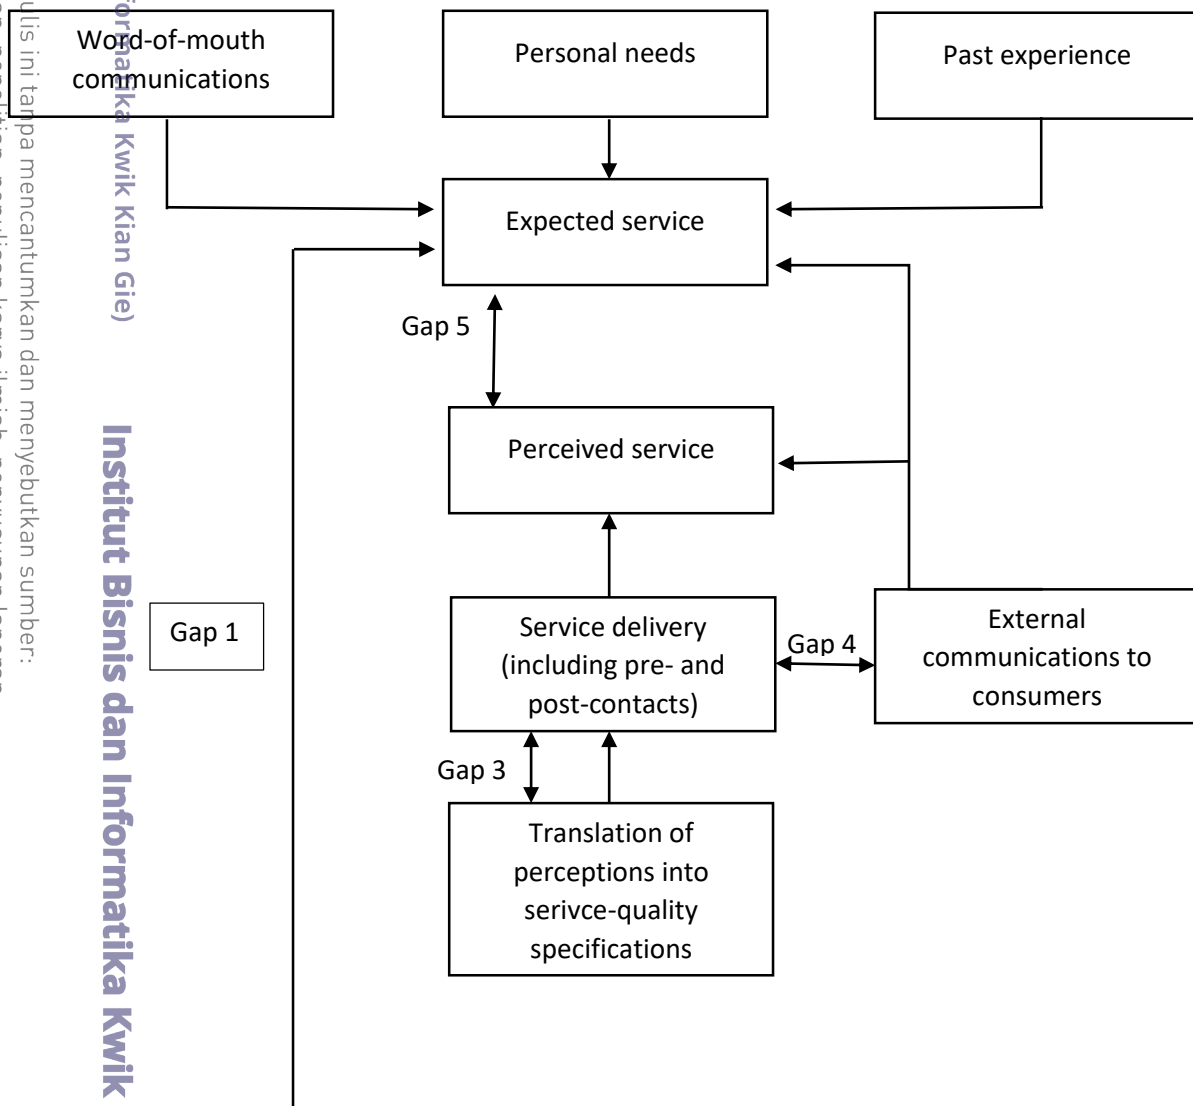 Word-of-mouth
communications
Personal needs
Past experience
Expected service
Gap 5
Perceived service
Gap 1
Service delivery
(including pre- and
post-contacts)
Gap 4
External
communications to
consumers
Gap 3
Translation of
perceptions into
serivce-quality
specifications
formatika Kwik Kian Gie)
Institut Bisnis dan Informatika Kwik
ulis ini tanpa mencantumkan dan menyebutkan sumber: